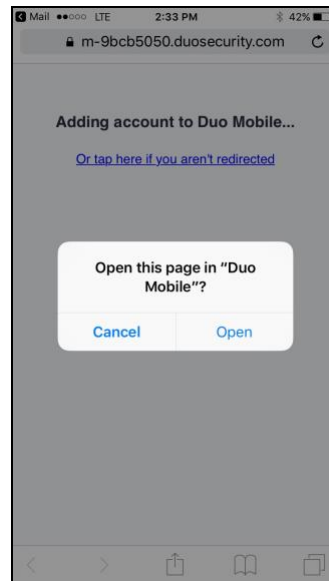 Mail LTE 2:33 PM 42%
m-9bcb5050.duosecurity.com
Adding account to Duo Mobile...
Or tap here if you aren't redirected
Open this page in “Duo
Mobile”?
Cancel Open